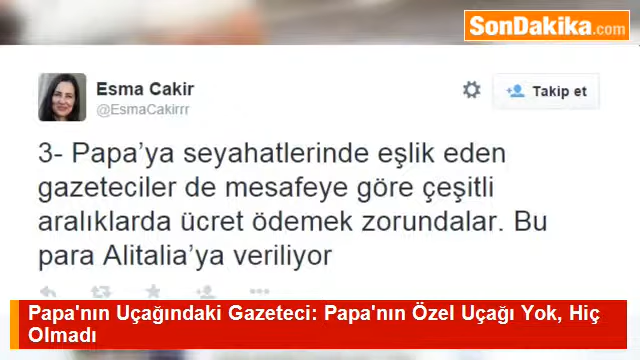 SonDakika.com
Esma Cakir
@EsmaCakirrr
Takip et
3- Papa'ya seyahatlerinde eşlik eden
gazeteciler de mesafeye göre çeşitli
aralıklarda ücret ödemek zorundalar. Bu
para Alitalia'ya veriliyor
Papa'nın Uçağındaki Gazeteci: Papa'nın Özel Uçağı Yok, Hiç
Olmadı